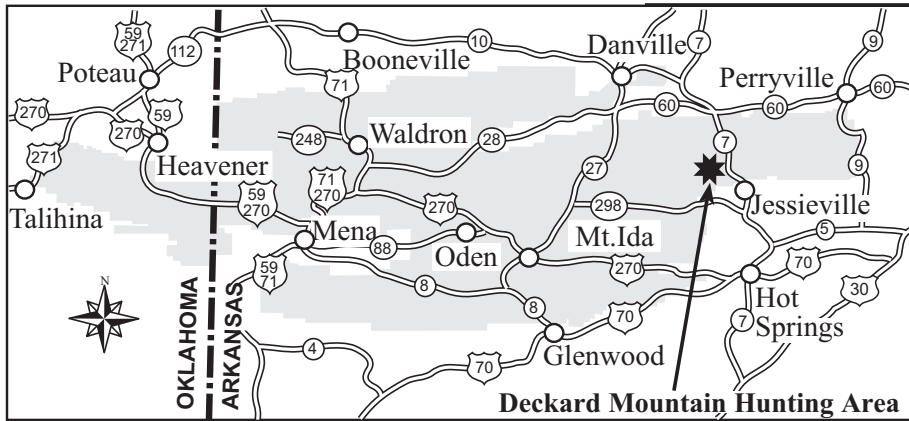 59
271
112
10
7
9
Poteau
Booneville
Danville
Perryville
71
60
60
60
270
59
270
248
Waldron
28
7
271
Heavener
71
270
27
9
59
270
270
298
Talihina
Mena
88
Oden
Mt.Ida
Jessieville
5
N
59
71
8
270
70
30
8
70
Hot
Springs
7
4
70
Glenwood
OKLAHOMA
ARKANSAS
Deckard Mountain Hunting Area